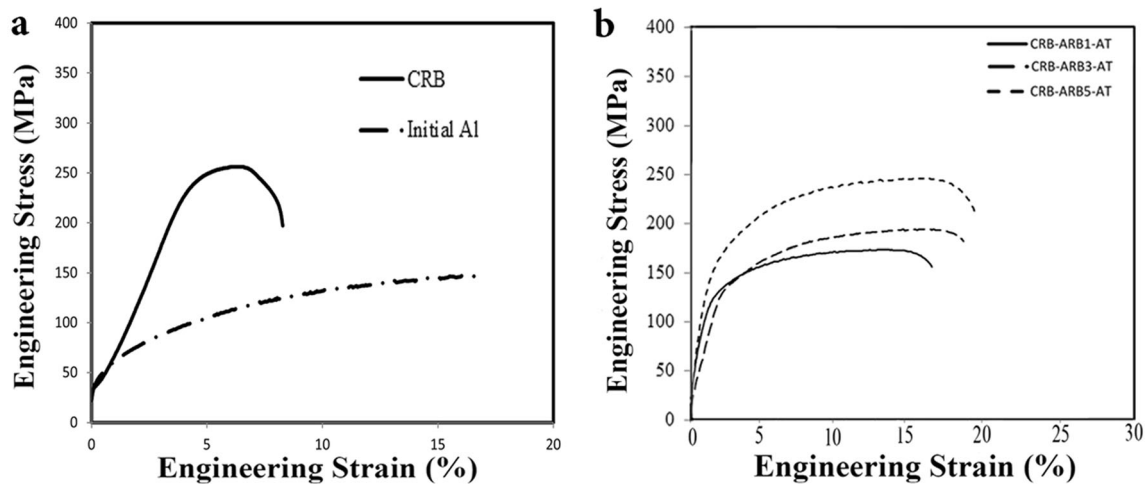 a
400
350
300
250
200
150
100
50
0
Engineering Stress (MPa)
CRB
Initial Al
0 5 10 15 20
Engineering Strain (%)
b
400
350
300
250
200
150
100
50
0
Engineering Stress (MPa)
CRB-ARB1-AT
CRB-ARB3-AT
CRB-ARB5-AT
0 5 10 15 20 25 30
Engineering Strain (%)